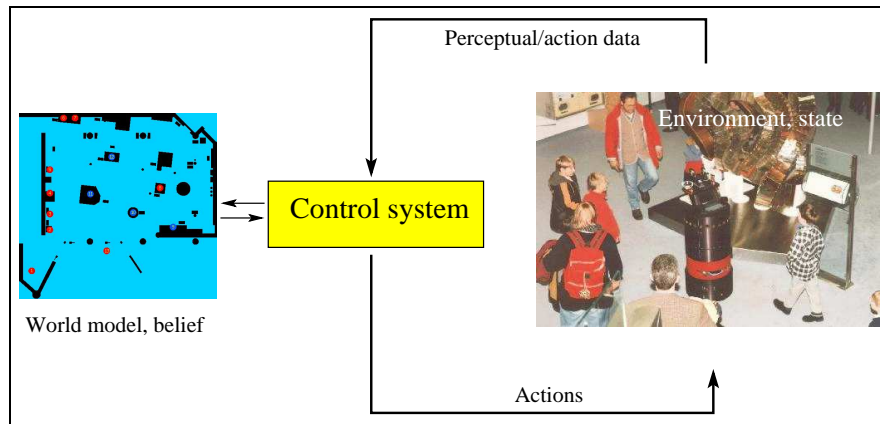 Perceptual/action data
Environment, state
Control system
World model, belief
Actions